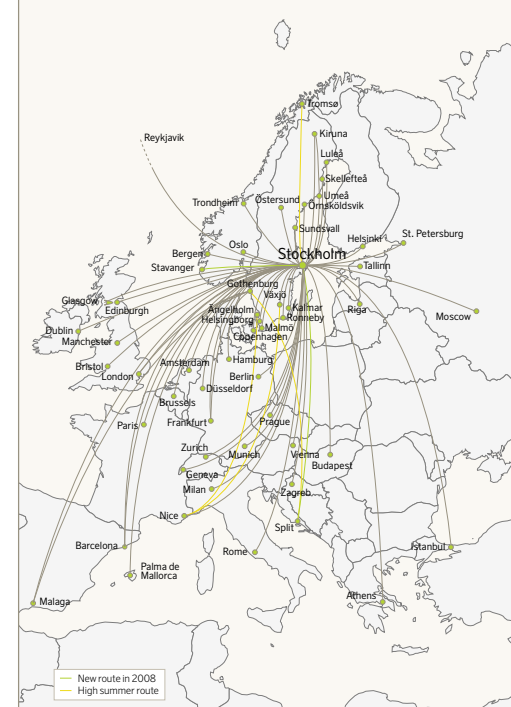 Tromsø
Kiruna
Reykjavik
Luleå
Skellefteå
Umeå
Trondheim
Östersund
Örnsköldsvik
Sundsvall
St. Petersburg
Helsinki
Oslo
Bergen
Stockholm
Stavanger
Tallinn
Gothenburg
Växjö
Glasgow
Edinburgh
Ängelholm
Kalmar
Riga
Helsingborg
Ronneby
Moscow
Dublin
Malmö
Manchester
Copenhagen
Bristol
Amsterdam
Hamburg
London
Berlin
Düsseldorf
Brussels
Paris
Frankfurt
Prague
Zurich
Munich
Vienna
Budapest
Geneva
Milan
Zagreb
Nice
Split
Barcelona
Rome
Istanbul
Palma de
Mallorca
Malaga
Athens
New route in 2008
High summer route